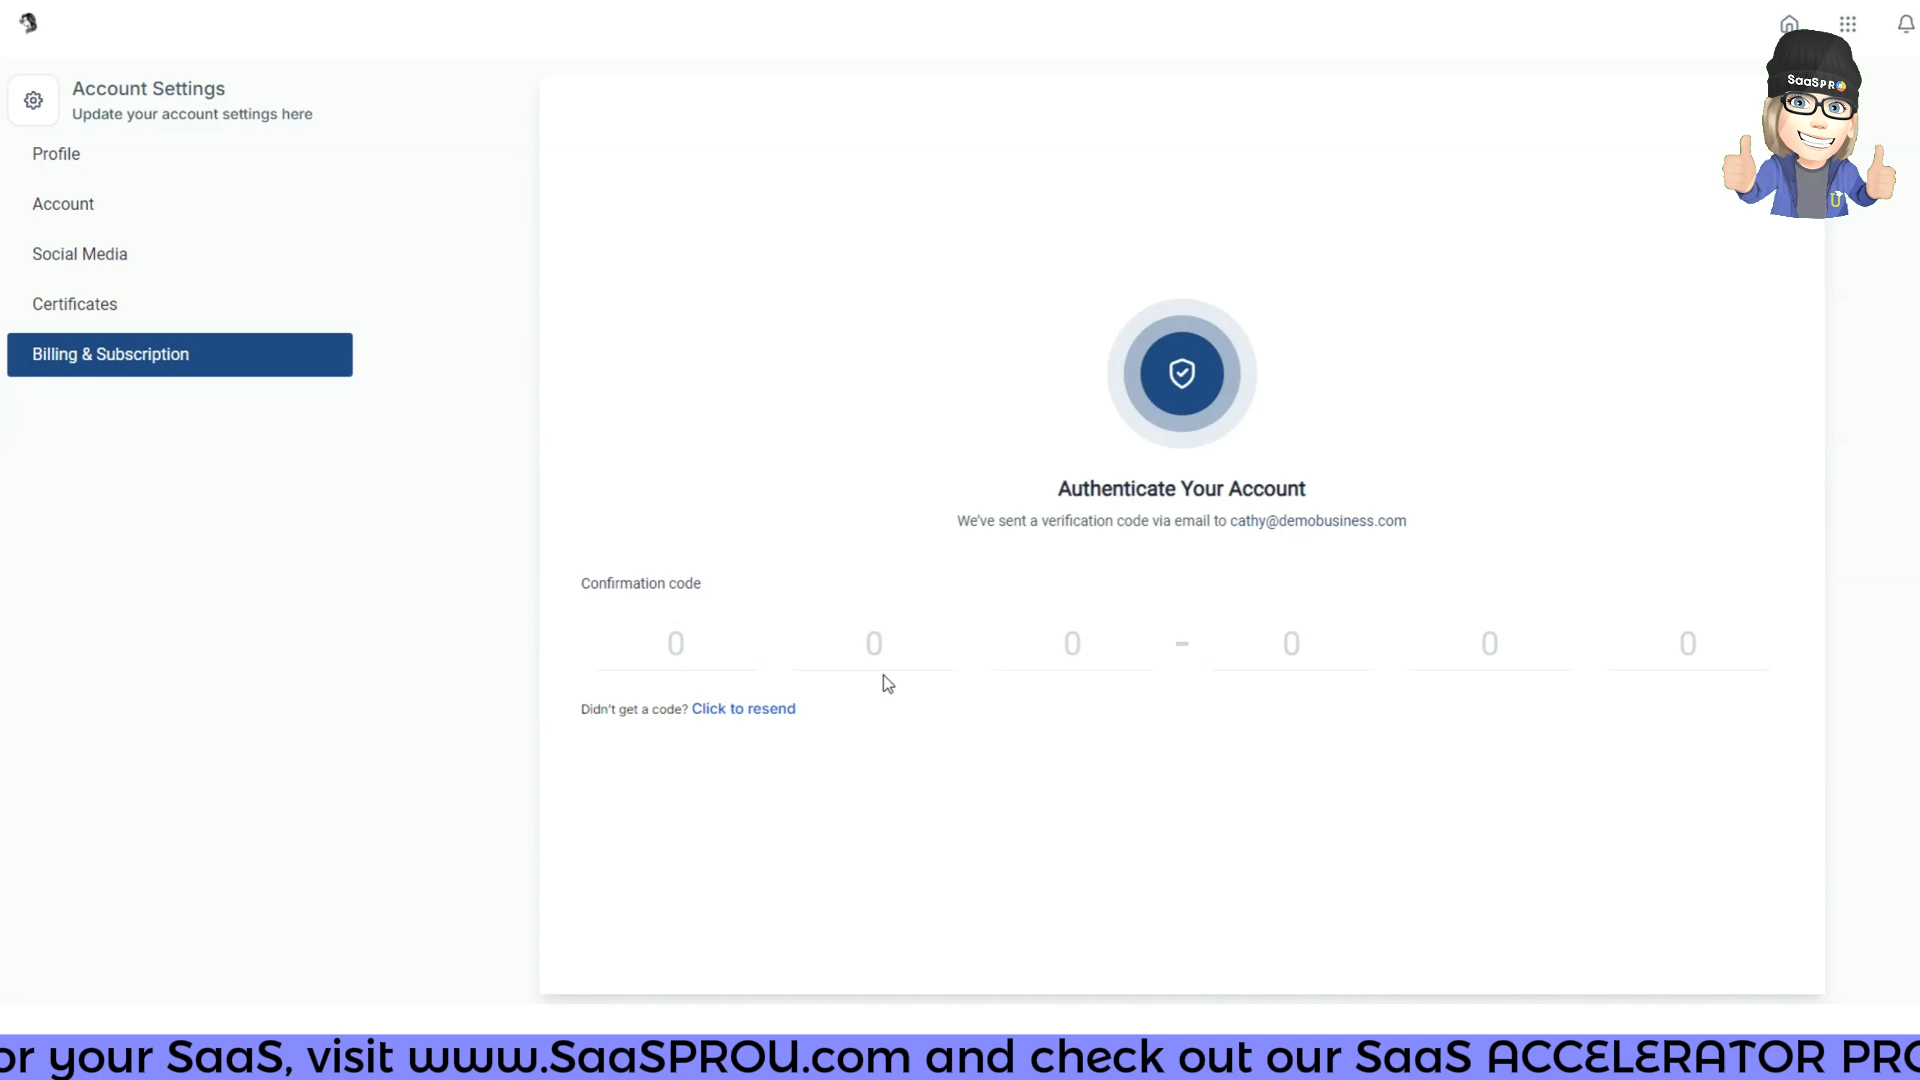 Account Settings
Update your account settings here
Profile
Account
Social Media
Certificates
Billing & Subscription
SaaSPRO
U
Authenticate Your Account
We've sent a verification code via email to cathy@demobusiness.com
Confirmation code
0 0 0 - 0 0 0
Didn't get a code? Click to resend
or your SaaS, visit www.SaaSPROU.com and check out our SaaS ACCELERATOR PRO